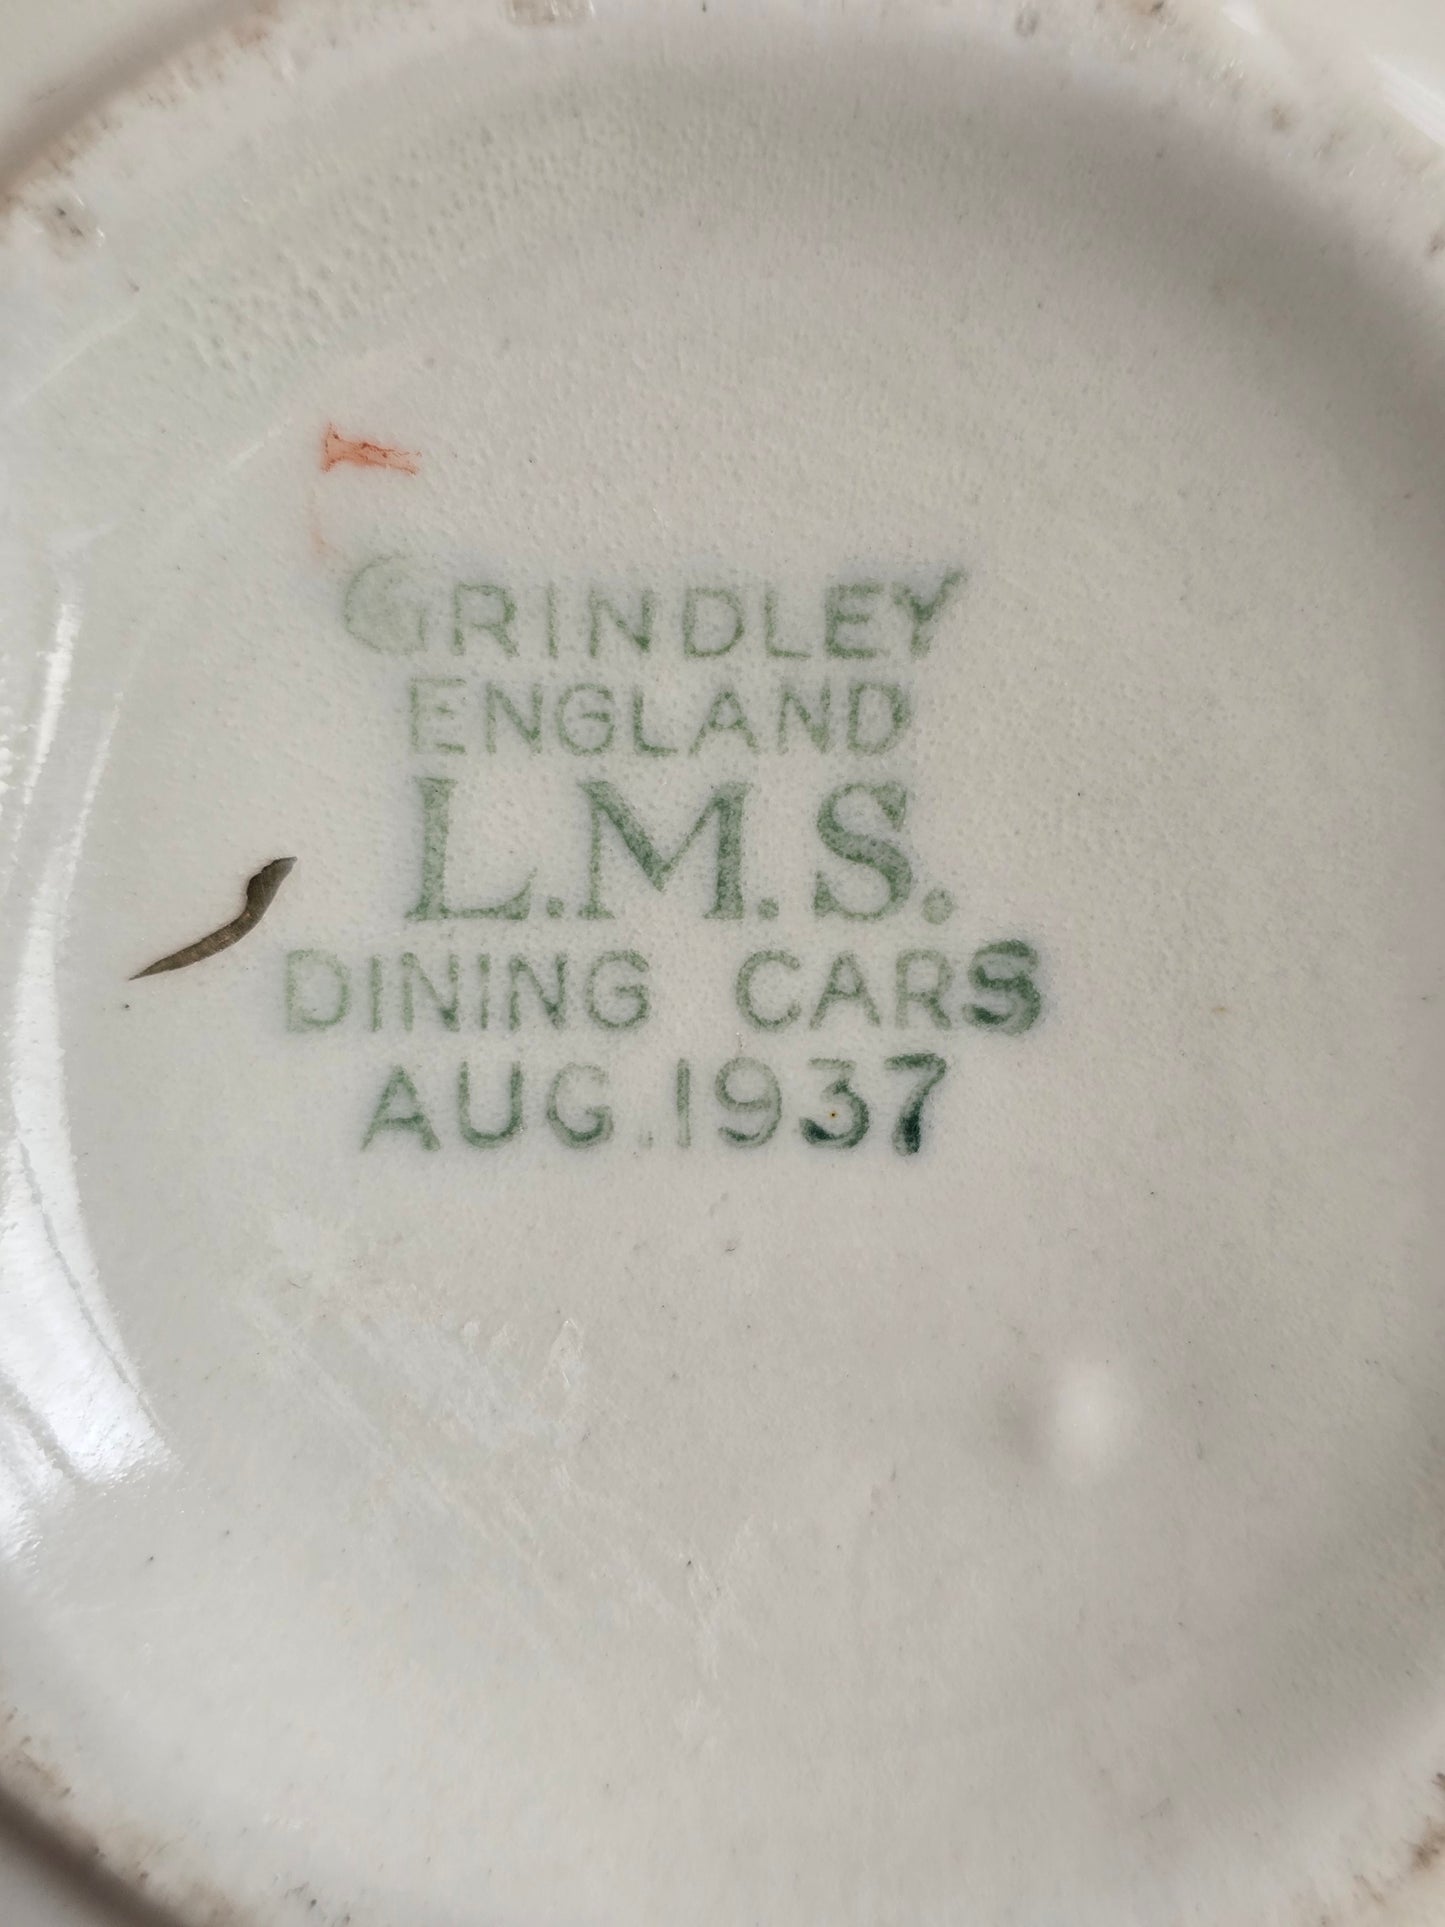 I
GRINDLEY
ENGLAND
L.M.S.
DINING CARS
AUG.1937